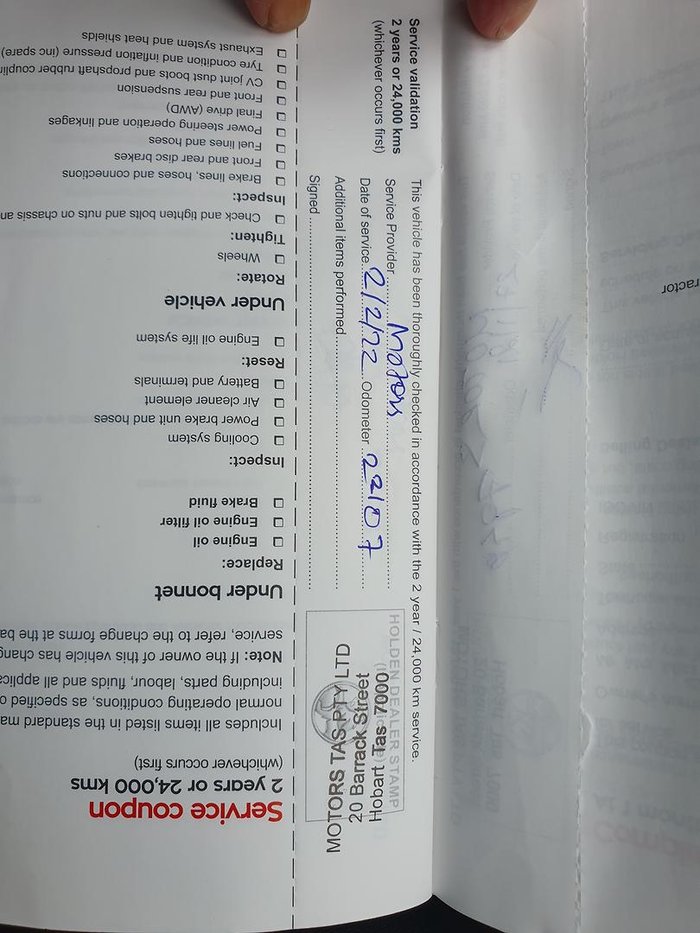 Service validation
2 years or 24,000 kms
(whichever occurs first)
This vehicle has been thoroughly checked in accordance with the 2 year / 24,000 km service.
Service Provider Motors
Date of service 2/2/22 Odometer 22107
Additional items performed
Signed
HOLDEN DEALER STAMP
MOTORS TAS PTY LTD
20 Barrack Street
Hobart Tas 7000
Service coupon
2 years or 24,000 kms
(whichever occurs first)
Includes all items listed in the standard
normal operating conditions, as specified
including parts, labour, fluids and all
Note: If the owner of this vehicle has
service, refer to the change forms at the
Under bonnet
Replace:
Engine oil
Engine oil filter
Brake fluid
Inspect:
Cooling system
Power brake unit and hoses
Air cleaner element
Battery and terminals
Reset:
Engine oil life oil system
Under vehicle
Rotate:
Wheels
Tighten:
Check and tighten bolts and nuts on chassis
Inspect:
Brake lines, hoses and connections
Front and rear disc brakes
Fuel lines and hoses
Power steering operation and linkages
Final drive (AWD)
Front and rear suspension
CV joint dust boots and propshaft rubber
Tyre condition and inflation pressure (inc spare)
Exhaust system and heat shields